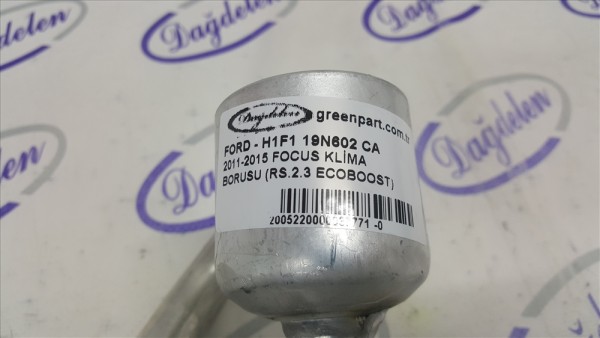 Dağdelen
Dağdelen
Dağdelen greenpart.com.tr
FORD - H1F1 19N602 CA
2011-2015 FOCUS KLİMA
BORUSU (RS.2.3 ECOBOOST)
-0
Dağdelen
Dağdelen